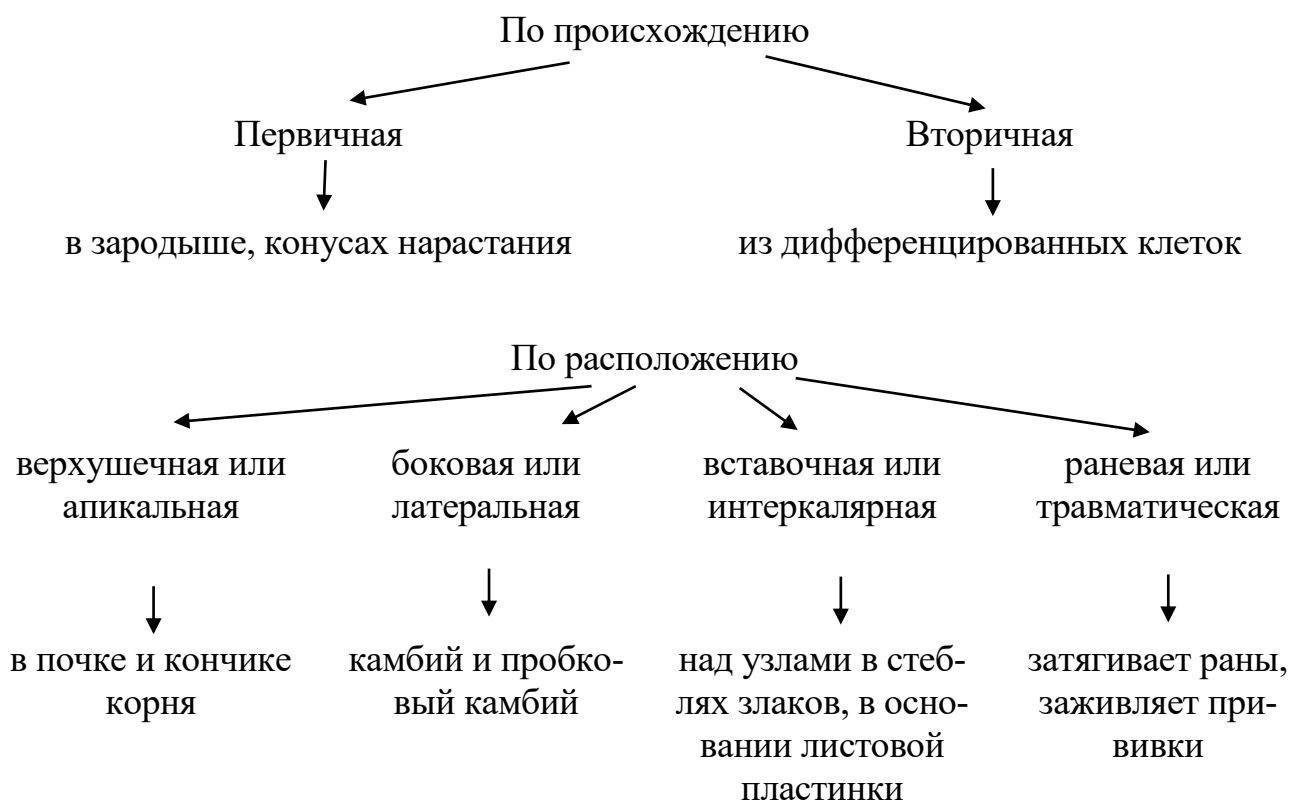 По происхождению
Первичная
Вторичная
в зародыше, конусах нарастания
из дифференцированных клеток
По расположению
верхушечная или
апикальная
боковая или
латеральная
вставочная или
интеркалярная
раневая или
травматическая
в почке и кончике
корня
камбий и пробко-
вый камбий
над узлами в стеб-
лях злаков, в осно-
вании листовой
пластинки
затягивает раны,
заживляет при-
вивки